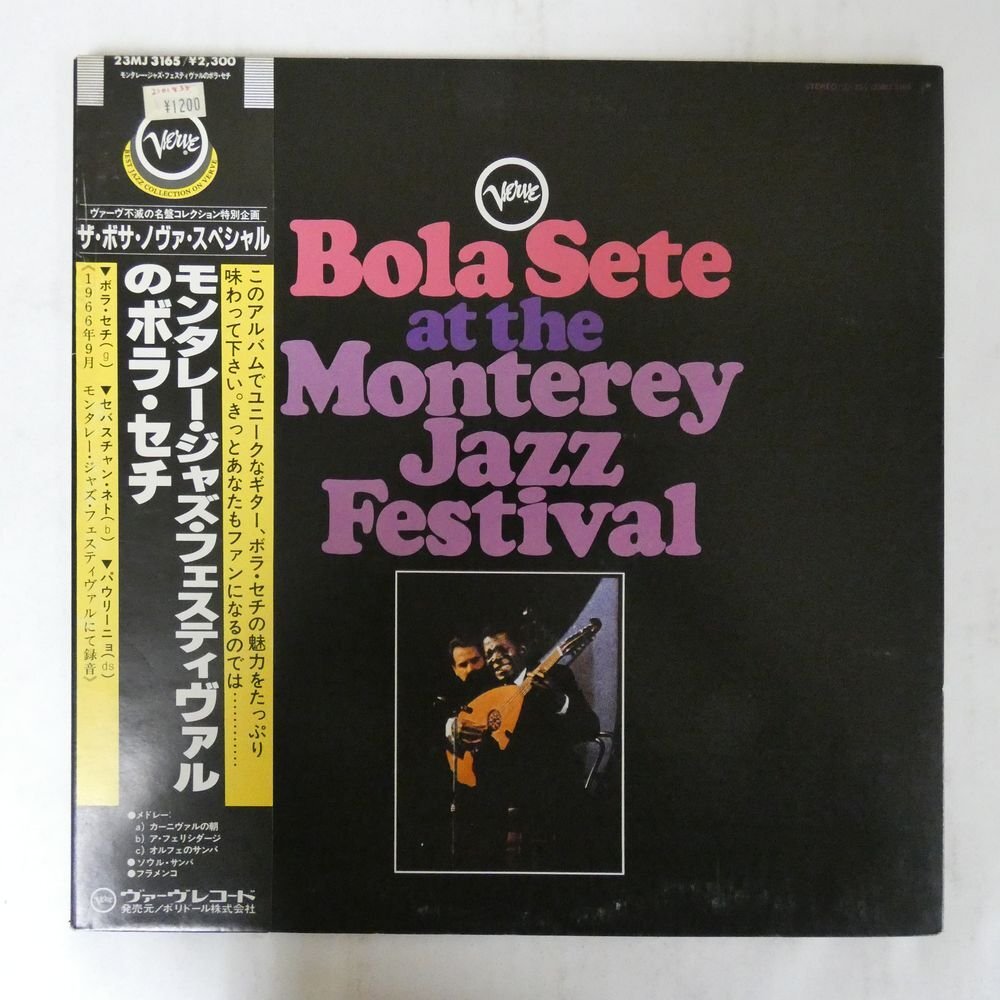 23MJ 3165/¥2,300
モンタレー・ジャズ・フェスティヴァルのボラ・セチ
¥1200
Verve
BEST JAZZ COLLECTION ON VERVE
ヴァーヴ不滅の名盤コレクション特別企画
ザ・ボサ・ノヴァ・スペシャル
このアルバムでユニークなギター、ボラ・セチの魅力をたっぷり
味わって下さい。きっとあなたもファンになるのでは…………
モンタレー・ジャズ・フェスティヴァル
のボラ・セチ
▼ボラ・セチ(g) ▼セバスチャン・ネト(b) ▼パウリーニョ(ds)
《1966年9月 モンタレー・ジャズ・フェスティヴァルにて録音》
●メドレー:
a) カーニヴァルの朝
b) ア・フェリシダージ
c) オルフェのサンバ
●ソウル・サンバ
●フラメンコ
Verve
ヴァーヴレコード
発売元/ポリドール株式会社
STEREO
Verve
Bola Sete
at the
Monterey
Jazz
Festival